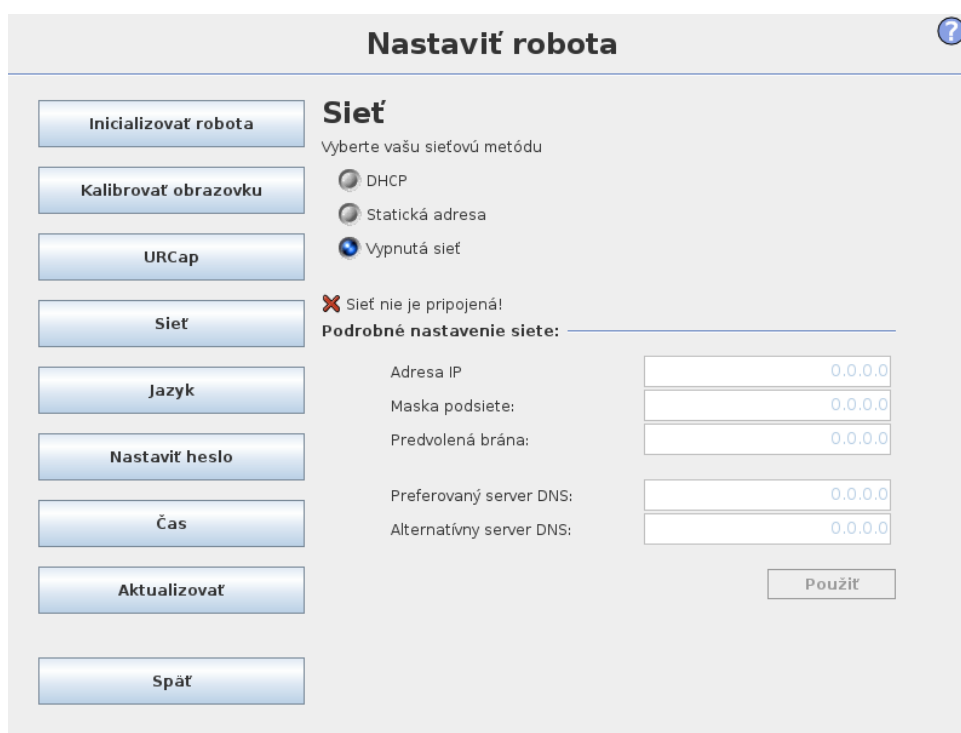 Nastaviť robota
?
Inicializovať robota
Kalibrovať obrazovku
URCap
Sieť
Jazyk
Nastaviť heslo
Čas
Aktualizovať
Späť
Sieť
Vyberte vašu sieťovú metódu
DHCP
Statická adresa
Vypnutá sieť
Sieť nie je pripojená!
Podrobné nastavenie siete:
Adresa IP 0.0.0.0
Maska podsiete: 0.0.0.0
Predvolená brána: 0.0.0.0
Preferovaný server DNS: 0.0.0.0
Alternatívny server DNS: 0.0.0.0
Použiť